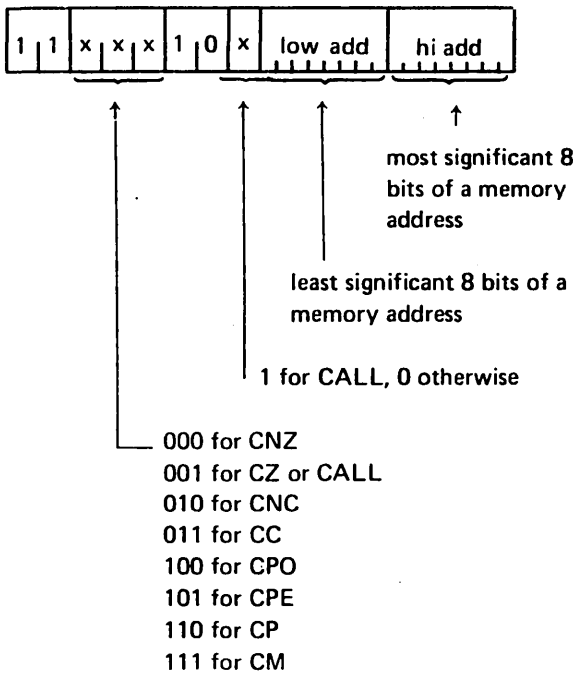 1 1 x x x 1 0 x low add hi add
most significant 8
bits of a memory
address
least significant 8 bits of a
memory address
1 for CALL, 0 otherwise
000 for CNZ
001 for CZ or CALL
010 for CNC
011 for CC
100 for CPO
101 for CPE
110 for CP
111 for CM